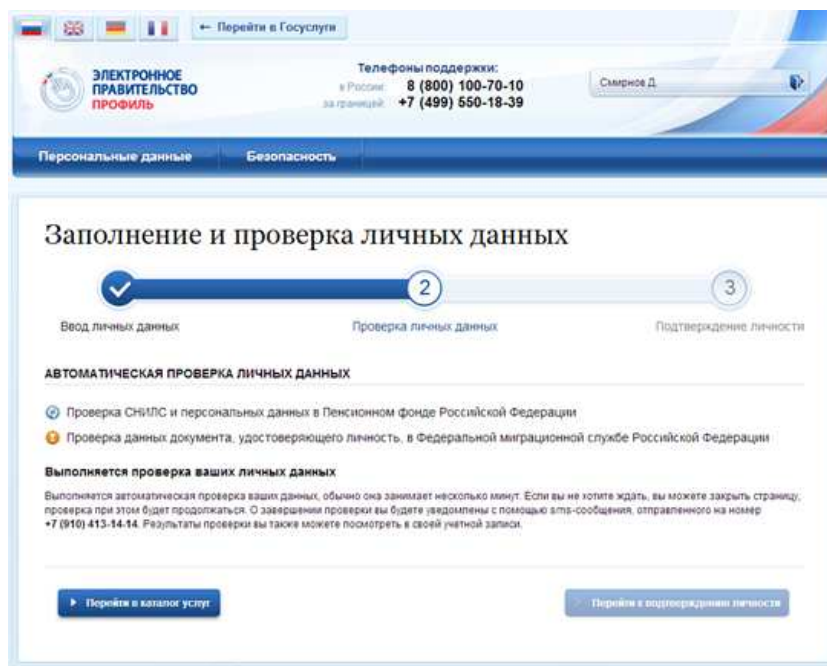 ← Перейти в Госуслуги
ЭЛЕКТРОННОЕ
ПРАВИТЕЛЬСТВО
ПРОФИЛЬ
Телефоны поддержки:
в России: 8 (800) 100-70-10
за границей: +7 (499) 550-18-39
Смирнов Д.
Персональные данные Безопасность
Заполнение и проверка личных данных
2 3
Ввод личных данных Проверка личных данных Подтверждение личности
АВТОМАТИЧЕСКАЯ ПРОВЕРКА ЛИЧНЫХ ДАННЫХ
Проверка СНИЛС и персональных данных в Пенсионном фонде Российской Федерации
Проверка данных документа, удостоверяющего личность, в Федеральной миграционной службе Российской Федерации
Выполняется проверка ваших личных данных
Выполняется автоматическая проверка ваших данных, обычно она занимает несколько минут. Если вы не хотите ждать, вы можете закрыть страницу,
проверка при этом будет продолжаться. О завершении проверки вы будете уведомлены с помощью sms-сообщения, отправленного на номер
+7 (910) 413-14-14. Результаты проверки вы также можете посмотреть в своей учетной записи.
Перейти в каталог услуг Перейти к подтверждению личности